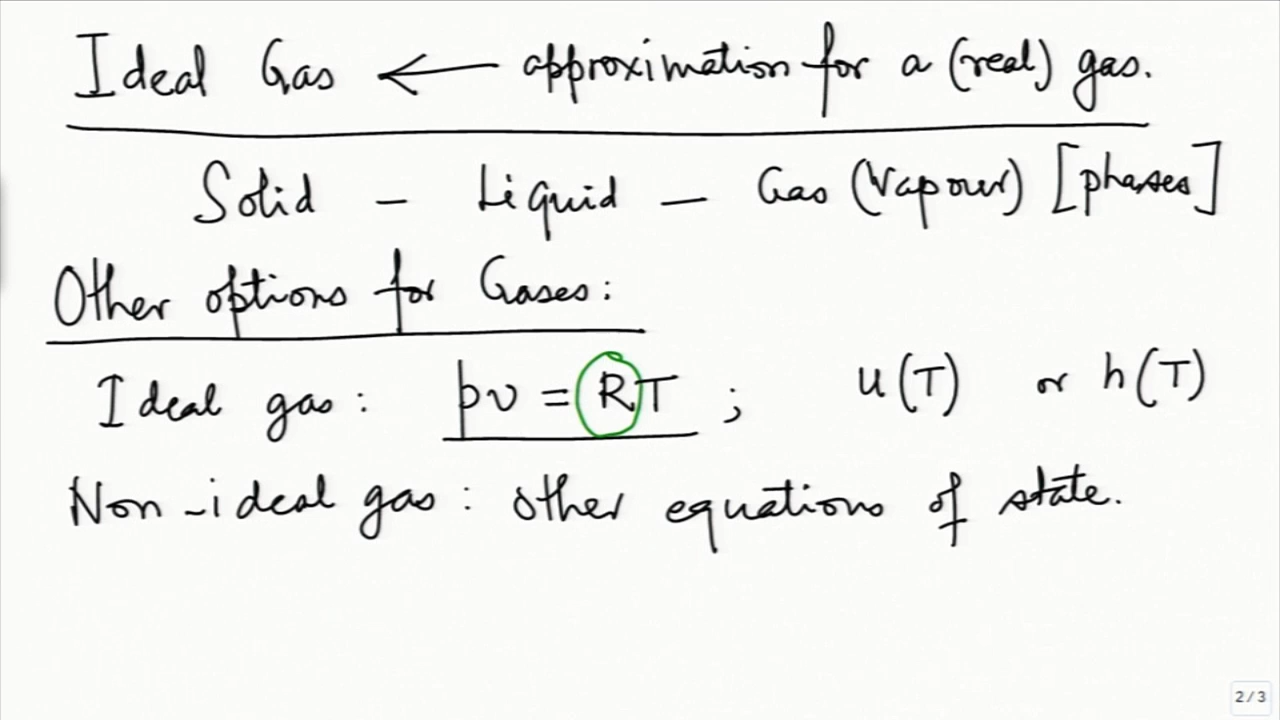 Ideal Gas ← approximation for a (real) gas.
Solid - Liquid - Gas (Vapour) [phases]
Other options for Gases:
Ideal gas: pv = RT ; u(T) or h(T)
Non-ideal gas: other equations of state.
2/3